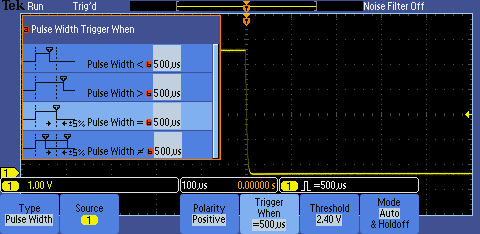 Tek Run Trig'd Noise Filter Off
a Pulse Width Trigger When
Pulse Width < a 500µs
Pulse Width > a 500µs
±5% Pulse Width = a 500µs
±5% Pulse Width ≠ a 500µs
1
1 1.00 V 100µs 0.00000 s 1 =500µs
Type
Pulse Width
Source
1
Polarity
Positive
Trigger
When
=500µs
Threshold
2.40 V
Mode
Auto
& Holdoff